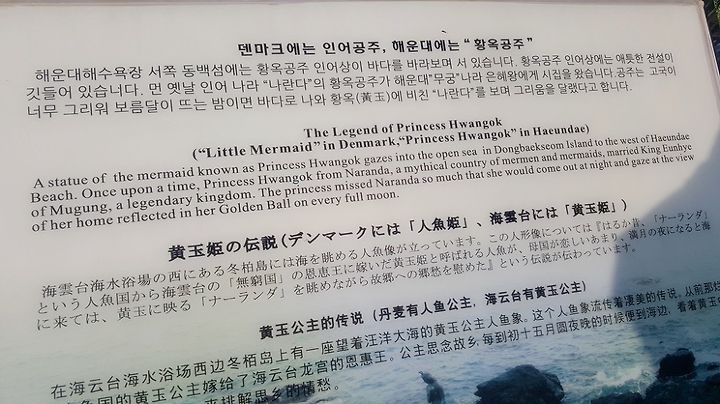 덴마크에는 인어공주, 해운대에는 “황옥공주”
해운대해수욕장 서쪽 동백섬에는 황옥공주 인어상이 바다를 바라보며 서 있습니다. 황옥공주 인어상에는 애틋한 전설이
깃들어 있습니다. 먼 옛날 인어 나라 “나란다”의 황옥공주가 해운대“무궁”나라 은혜왕에게 시집을 왔습니다.공주는 고국이
너무 그리워 보름달이 뜨는 밤이면 바다로 나와 황옥(黃玉)에 비친 “나란다”를 보며 그리움을 달랬다고 합니다.
The Legend of Princess Hwangok
(“Little Mermaid” in Denmark,“Princess Hwangok” in Haeundae)
A statue of the mermaid known as Princess Hwangok gazes into the open sea in Dongbaekseom Island to the west of Haeundae
Beach. Once upon a time, Princess Hwangok from Naranda, a mythical country of mermen and mermaids, married King Eunhye
of Mugung, a legendary kingdom. The princess missed Naranda so much that she would come out at night and gaze at the view
of her home reflected in her Golden Ball on every full moon.
黄玉姫の伝説(デンマークには「人魚姫」、海雲台には「黄玉姫」)
海雲台海水浴場の西にある冬柏島には海を眺める人魚像が立っています。この人形像については『はるか昔、「ナーランダ」
という人魚国から海雲台の「無窮国」の恩恵王に嫁いだ黄玉姫と呼ばれる人魚が、母国が恋しいあまり、満月の夜になると海
に来ては、黄玉に映る「ナーランダ」を眺めながら故郷への郷愁を慰めた』という伝説が伝わっています。
黄玉公主的传说 (丹麦有人鱼公主，海云台有黄玉公主)
在海云台海水浴场西边冬柏岛上有一座望着汪洋大海的黄玉公主人鱼象。这个人鱼象流传着凄美的传说。从前那
鱼国的黄玉公主嫁给了海云台龙宫的恩惠王。公主思念故乡，每到初十五月圆夜晚的时候便到海边，看着黄玉
来排解思乡的情愁。